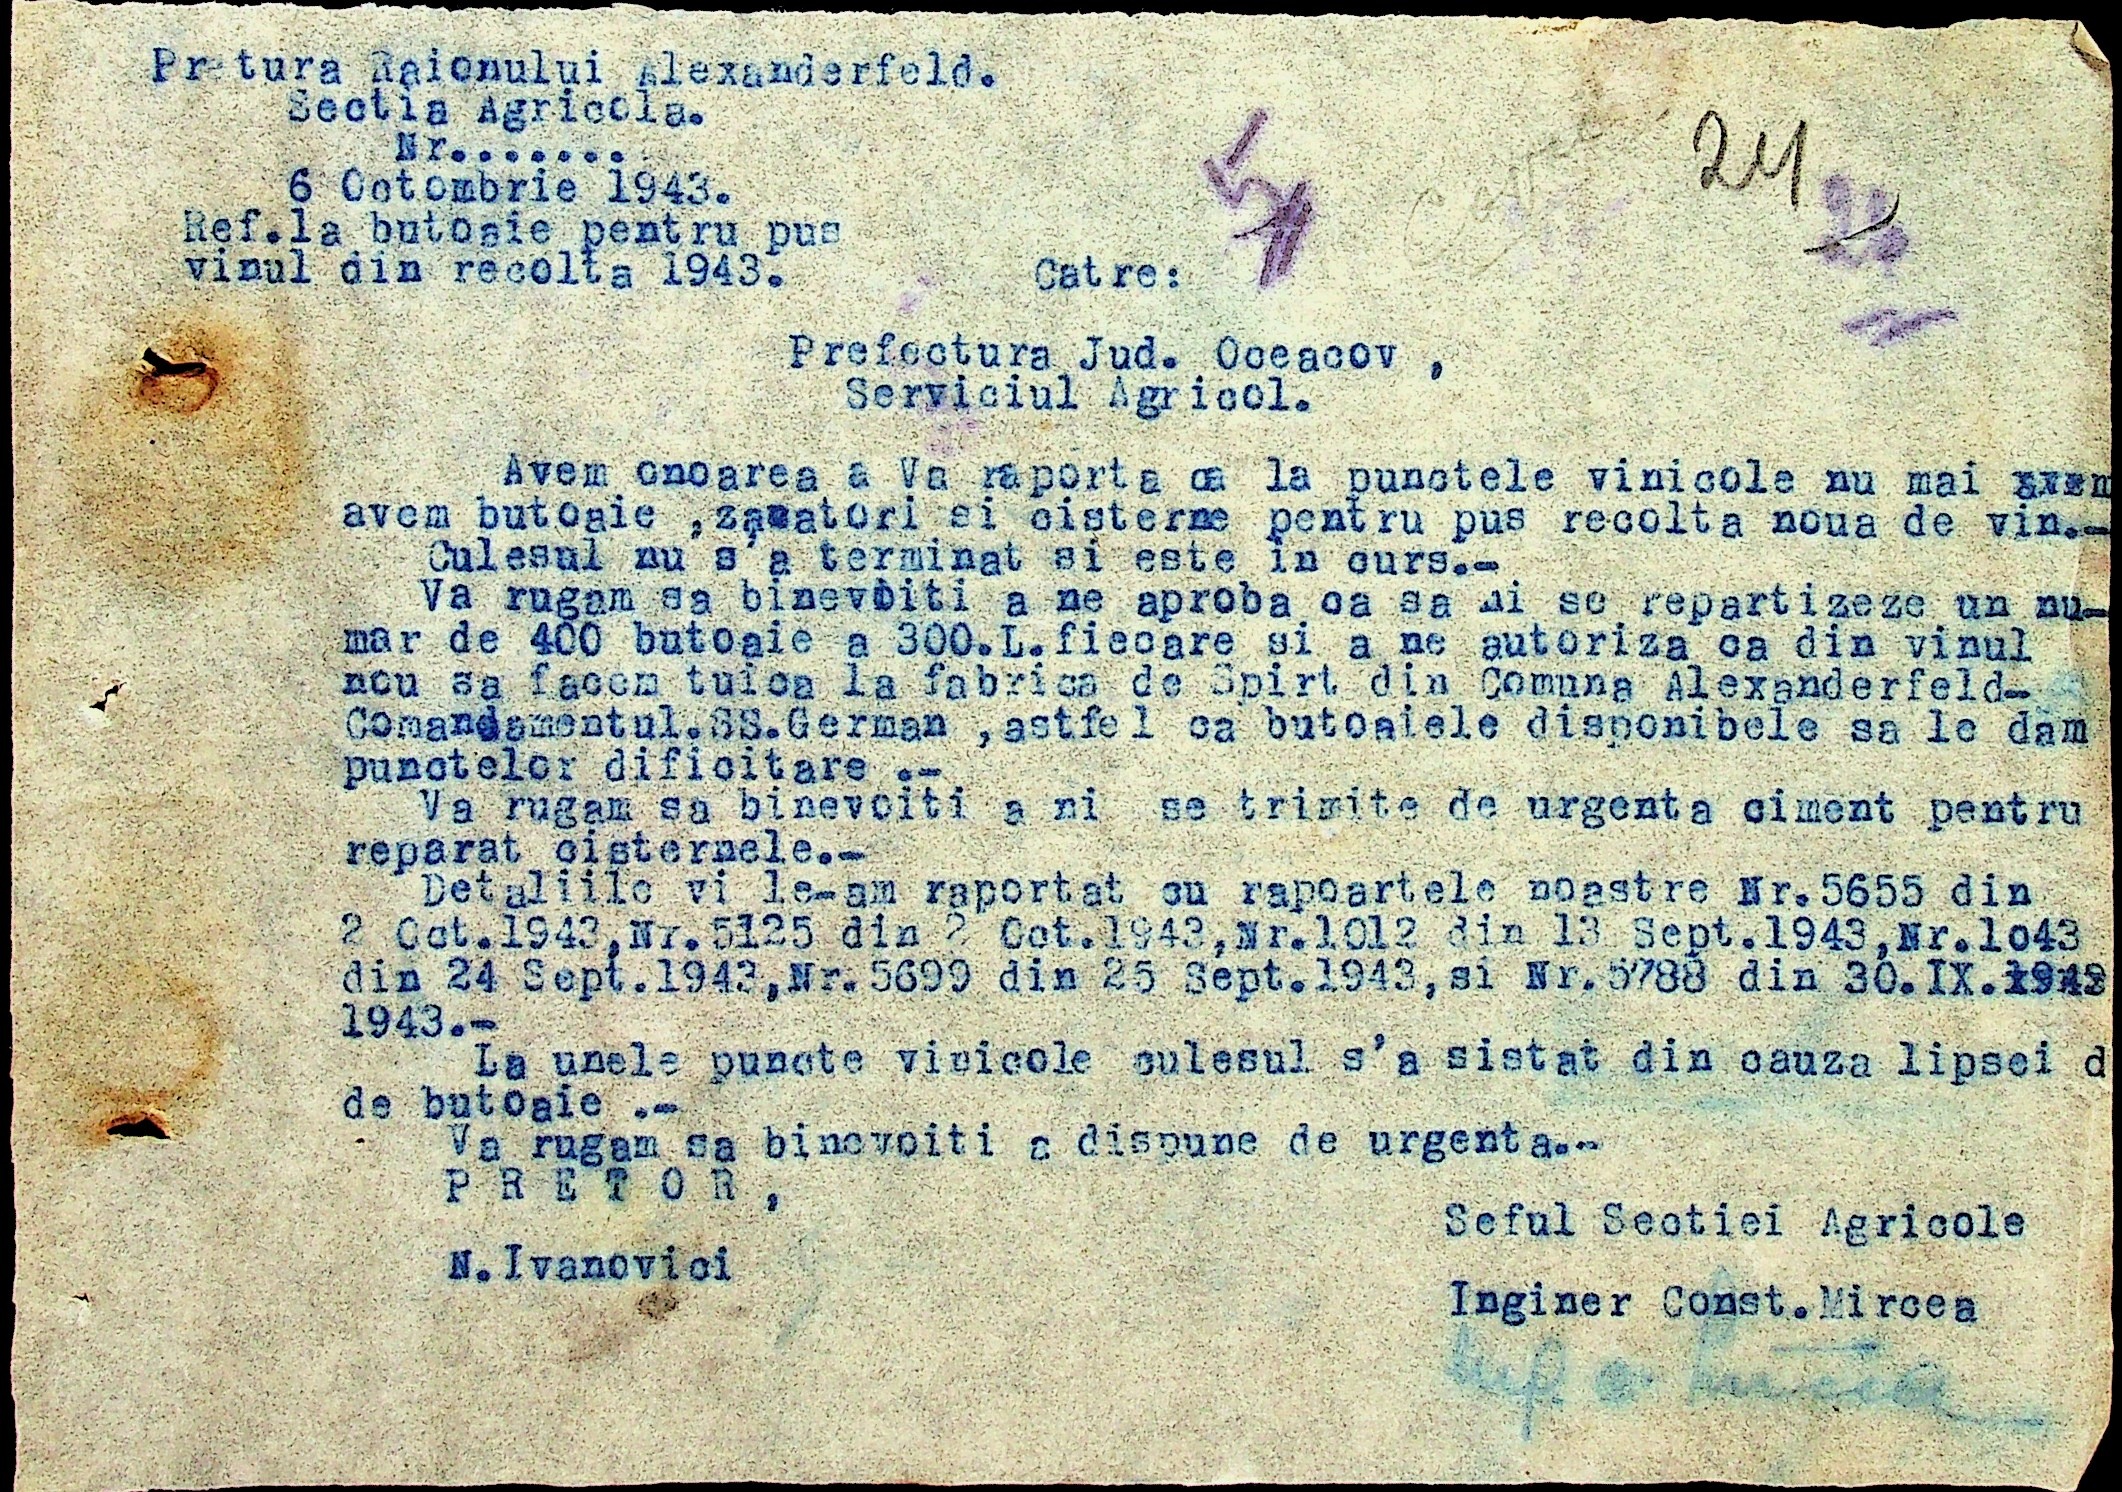 Pretura Raionului Alexanderfeld.
Sectia Agricola.
Nr.......
6 Octombrie 1943.
Ref.la butoaie pentru pus
vinul din recolta 1943.
Catre:
24
Prefectura Jud. Oceacov ,
Serviciul Agricol.
Avem onoarea a Va raporta ca la punctele vinicole nu mai
avem butoaie ,zacatori si cisterne pentru pus recolta noua de vin.-
Culesul nu s'a terminat si este in curs.-
Va rugam sa binevoiti a ne aproba ca sa ni se repartizeze un nu-
mar de 400 butoaie a 300.L.fiecare si a ne autoriza ca din vinul
nou sa facem tuica la fabrica de Spirt din Comuna Alexanderfeld-
Comandamentul.SS.German ,astfel ca butoaiele disponibele sa le dam
punctelor dificitare .-
Va rugam sa binevoiti a ni se trimite de urgenta ciment pentru
reparat cisternele.-
Detaliile vi le-am raportat cu rapoartele noastre Nr.5655 din
2 Oct.1943,Nr.5125 din 2 Oct.1943,Nr.1012 din 13 Sept.1943,Nr.1o43
din 24 Sept.1943,Nr.5699 din 25 Sept.1943,si Nr.5788 din 30.IX.
1943.-
La unele puncte vinicole culesul s'a sistat din cauza lipsei d
de butoaie .-
Va rugam sa binevoiti a dispune de urgenta.-
P R E T O R ,
Seful Sectiei Agricole
N.Ivanovici
Inginer Const.Mircea